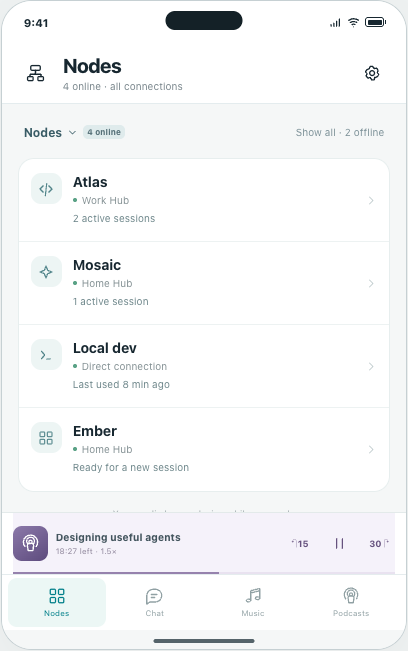 9:41
Nodes
4 online · all connections
Nodes 4 online Show all · 2 offline
Atlas
Work Hub
2 active sessions
Mosaic
Home Hub
1 active session
Local dev
Direct connection
Last used 8 min ago
Ember
Home Hub
Ready for a new session
Designing useful agents
18:27 left · 1.5×
15 30
Nodes Chat Music Podcasts